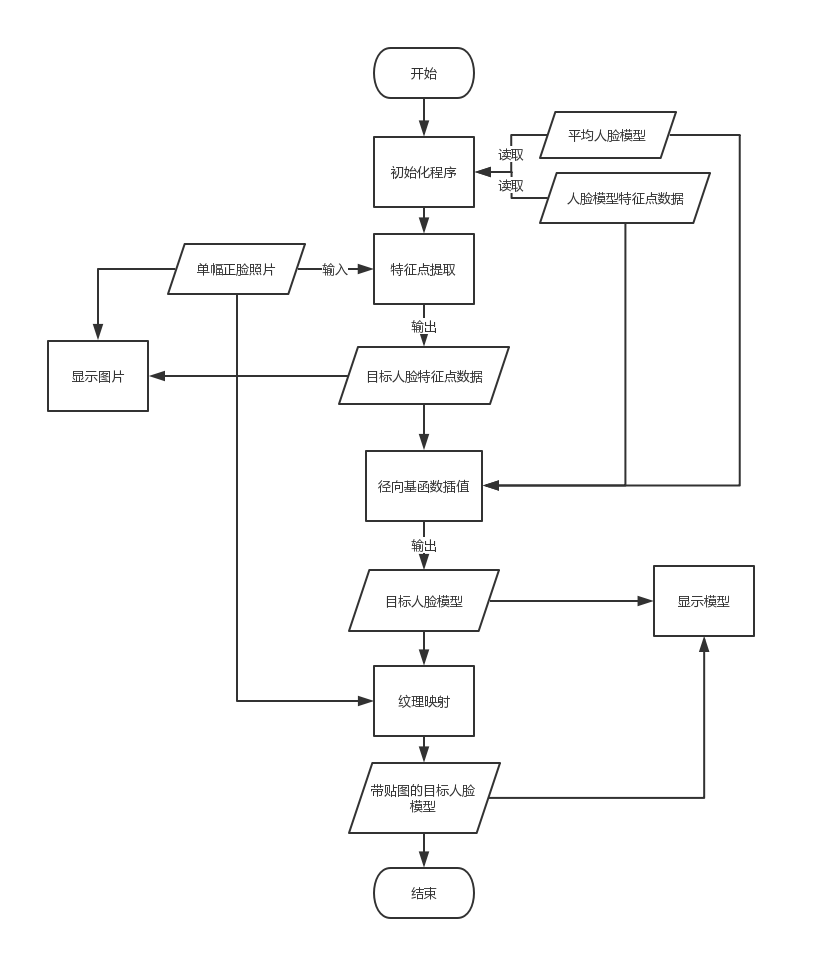 开始
平均人脸模型
读取
初始化程序
读取
人脸模型特征点数据
单幅正脸照片
输入
特征点提取
输出
显示图片
目标人脸特征点数据
径向基函数插值
输出
目标人脸模型
显示模型
纹理映射
带贴图的目标人脸
模型
结束